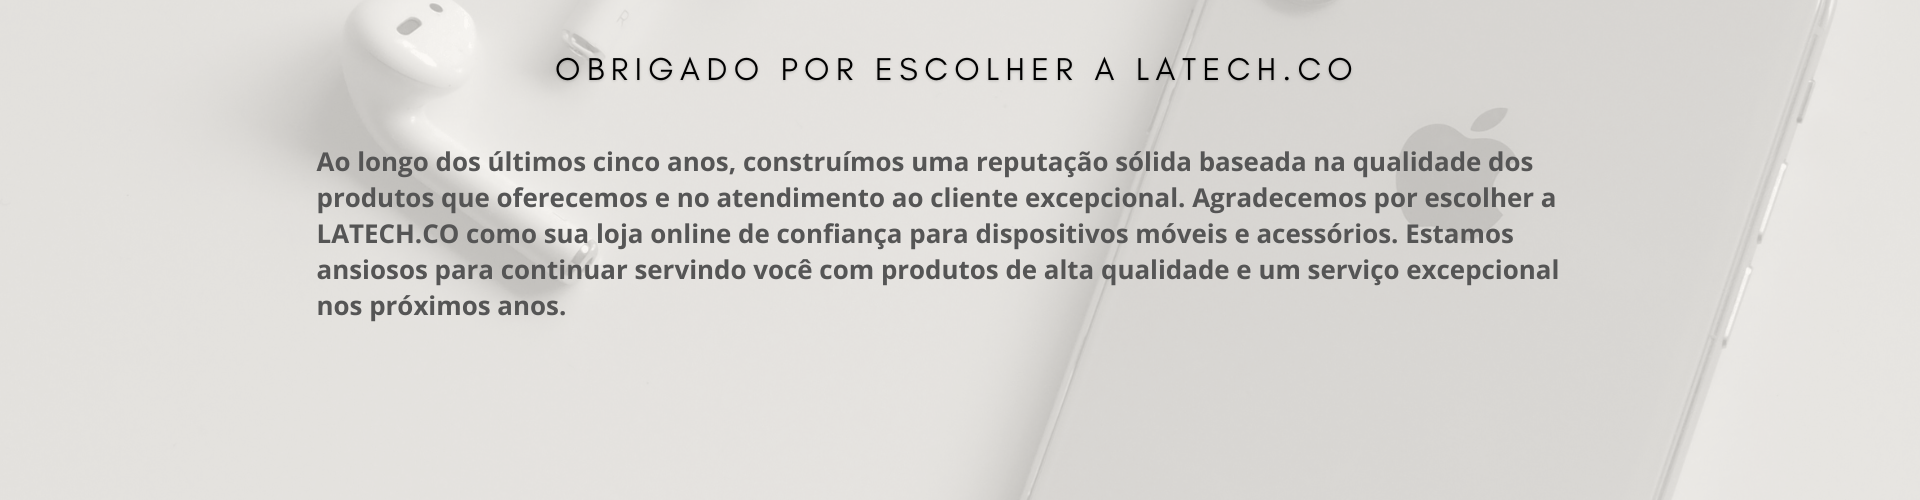 OBRIGADO POR ESCOLHER A LATECH.CO
Ao longo dos últimos cinco anos, construímos uma reputação sólida baseada na qualidade dos
produtos que oferecemos e no atendimento ao cliente excepcional. Agradecemos por escolher a
LATECH.CO como sua loja online de confiança para dispositivos móveis e acessórios. Estamos
ansiosos para continuar servindo você com produtos de alta qualidade e um serviço excepcional
nos próximos anos.